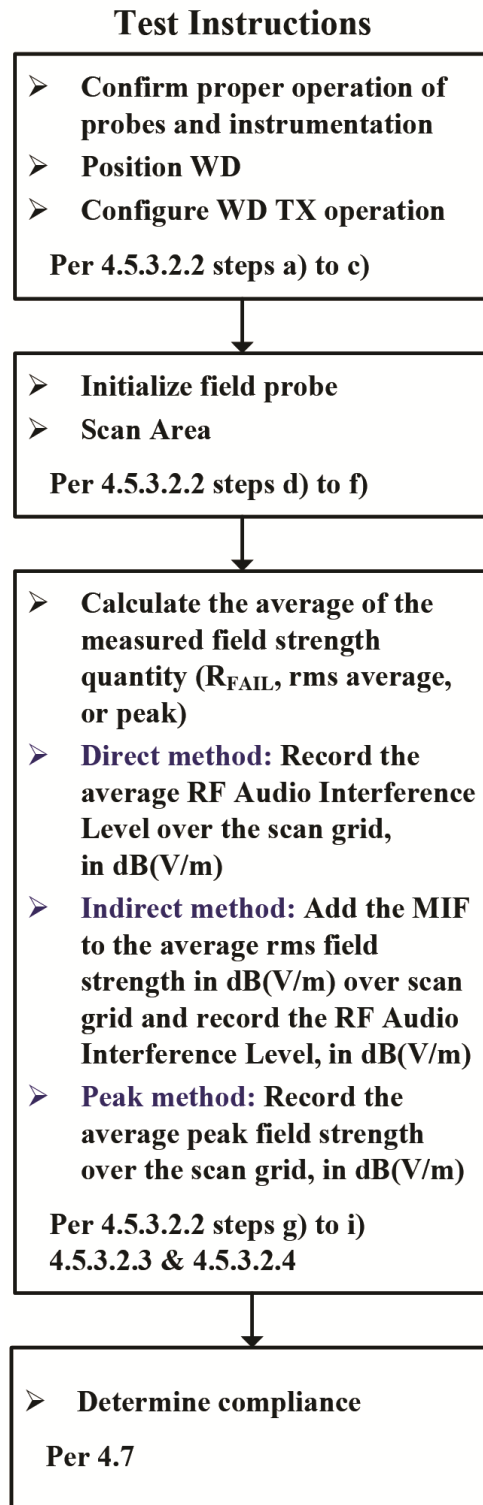 Test Instructions
➢ Confirm proper operation of
probes and instrumentation
➢ Position WD
➢ Configure WD TX operation
Per 4.5.3.2.2 steps a) to c)
➢ Initialize field probe
➢ Scan Area
Per 4.5.3.2.2 steps d) to f)
➢ Calculate the average of the
measured field strength
quantity (RFAIL, rms average,
or peak)
➢ Direct method: Record the
average RF Audio Interference
Level over the scan grid,
in dB(V/m)
➢ Indirect method: Add the MIF
to the average rms field
strength in dB(V/m) over scan
grid and record the RF Audio
Interference Level, in dB(V/m)
➢ Peak method: Record the
average peak field strength
over the scan grid, in dB(V/m)
Per 4.5.3.2.2 steps g) to i)
4.5.3.2.3 & 4.5.3.2.4
➢ Determine compliance
Per 4.7